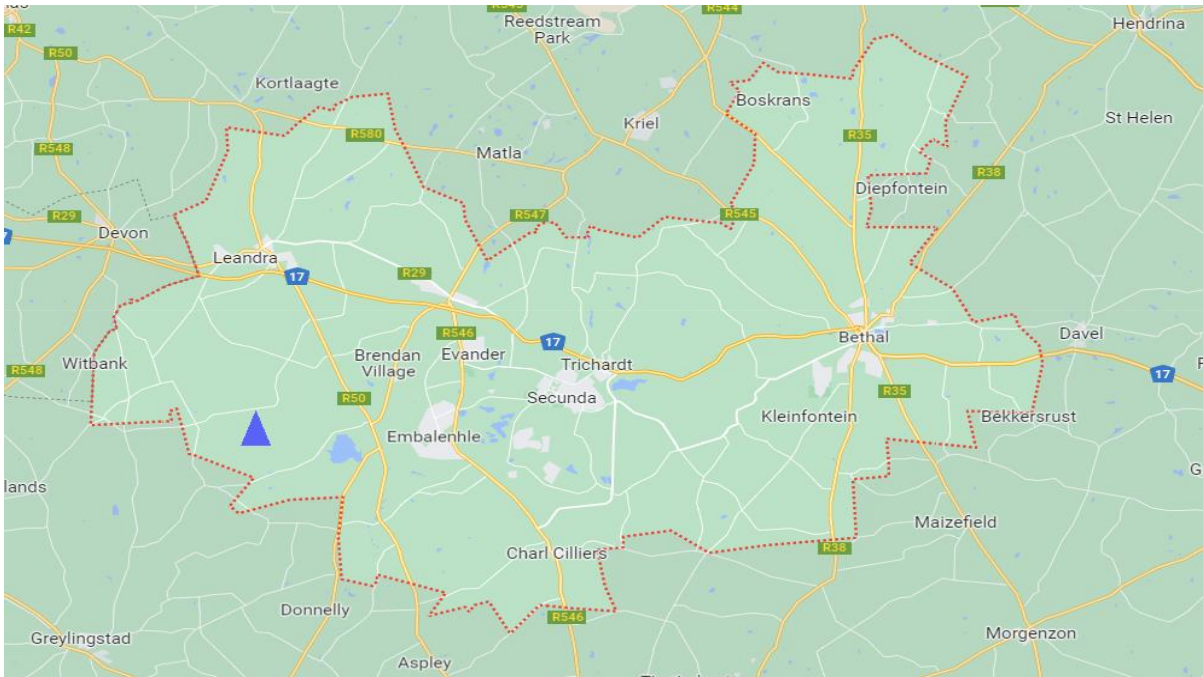 R545
R544
Reedstream
Park
Hendrina
R42
R50
Kortlaagte
Boskrans
Kriel
St Helen
R580
R35
R548
Matla
R38
Diepfontein
R29
R547
R545
Devon
Leandra
17
R29
17
R546
Bethal
Davel
Brendan
Village
Evander
Trichardt
17
Witbank
R548
R50
Secunda
R35
Kleinfontein
Bekkersrust
Embalenhle
G
lands
Maizefield
Charl Cilliers
R38
Donnelly
R546
Greylingstad
Morgenzon
Aspley